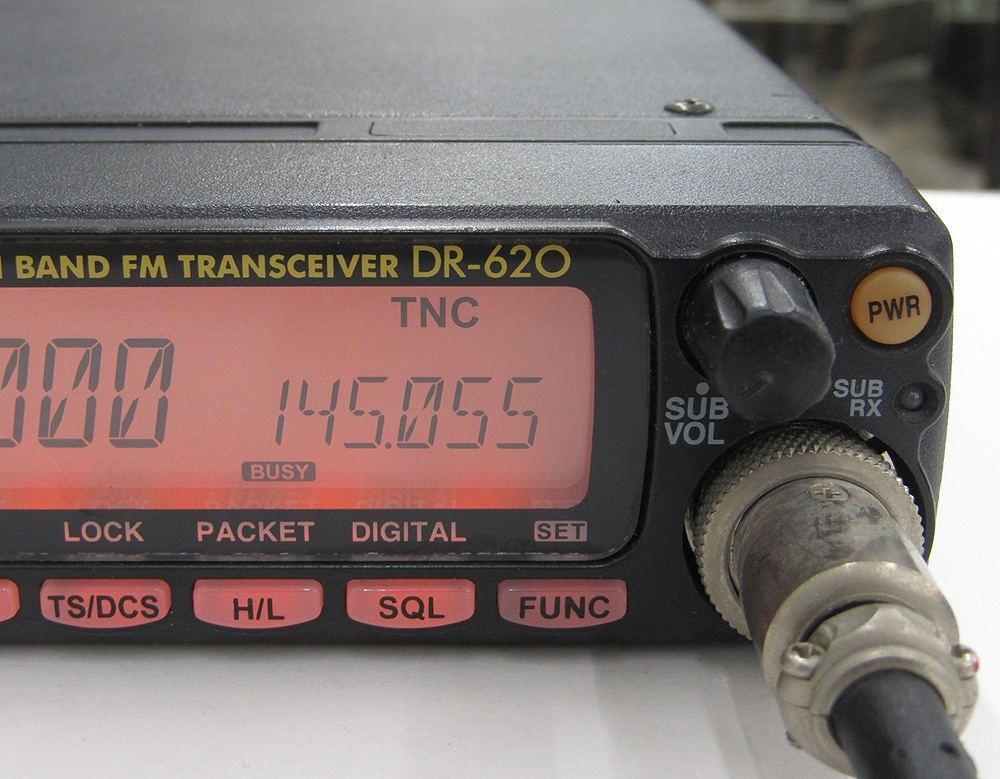 BAND FM TRANSCEIVER DR-620
TNC
000
145.055
BUSY
PWR
SUB
VOL
SUB
RX
LOCK PACKET DIGITAL SET
TS/DCS H/L SQL FUNC